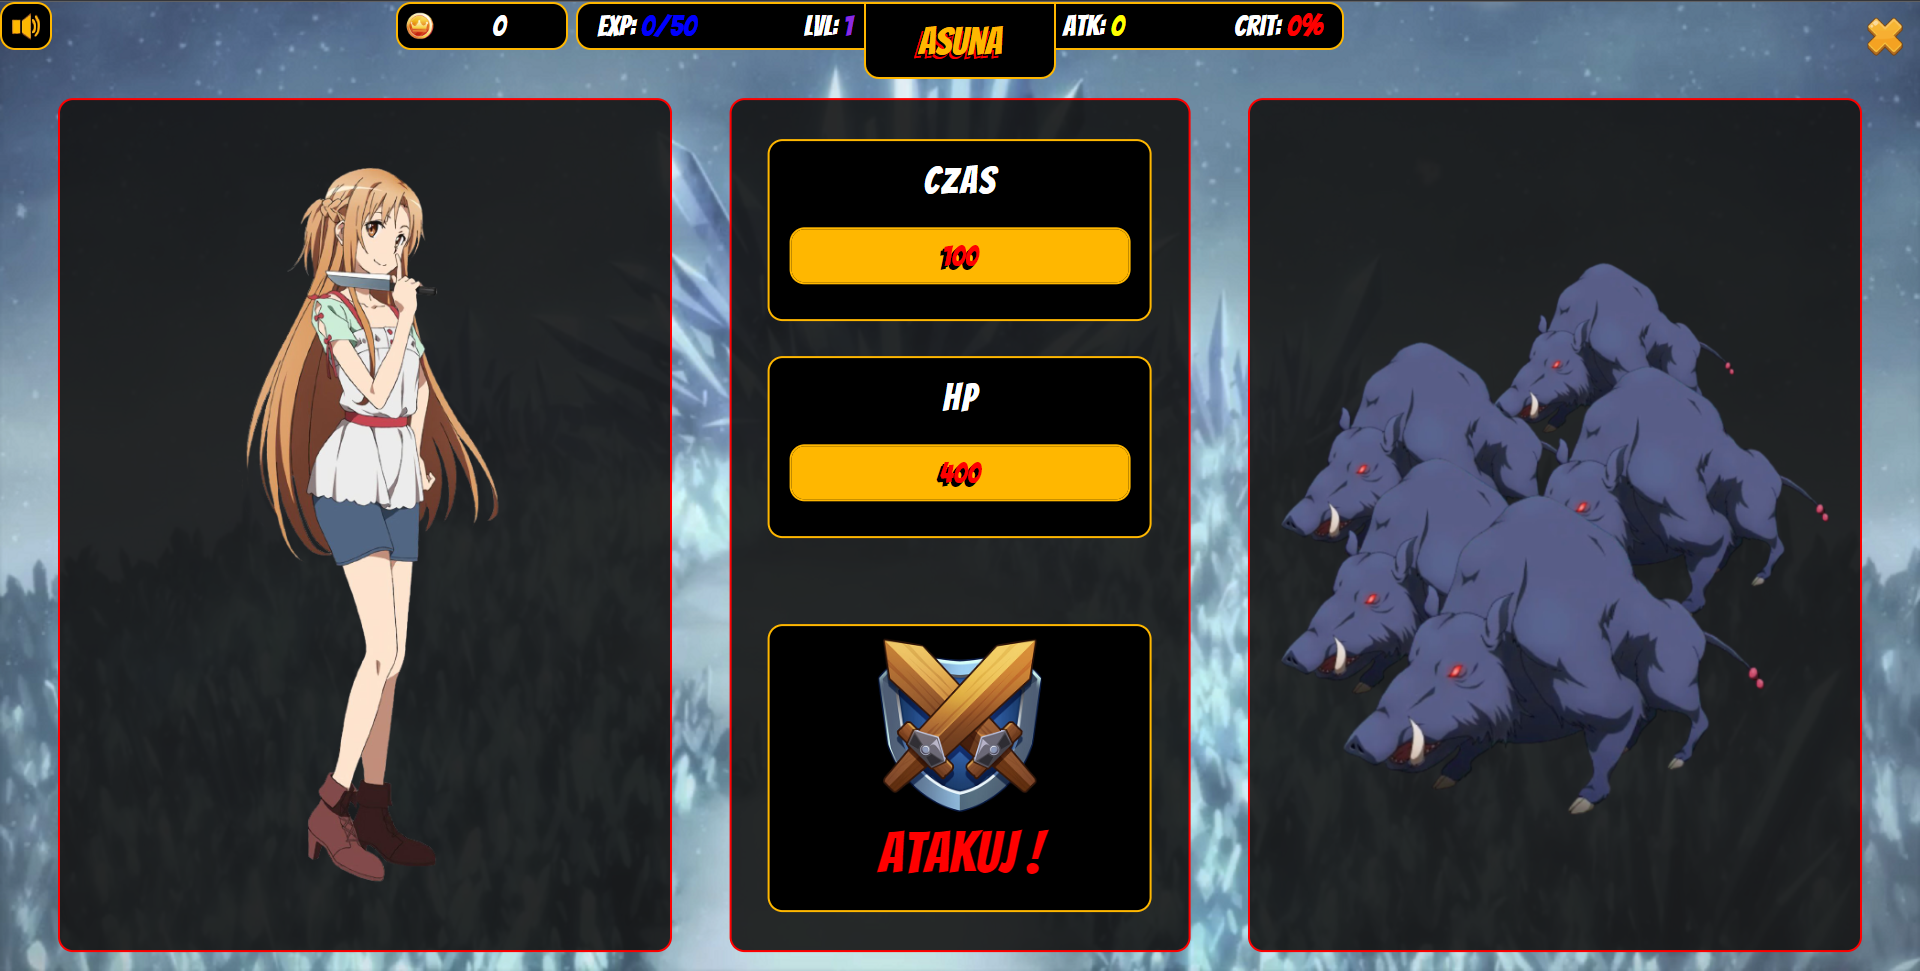 0
EXP: 0/50
LVL: 1
ASUNA
ATK: 0
CRIT: 0%
CZAS
100
HP
400
ATAKUJ !